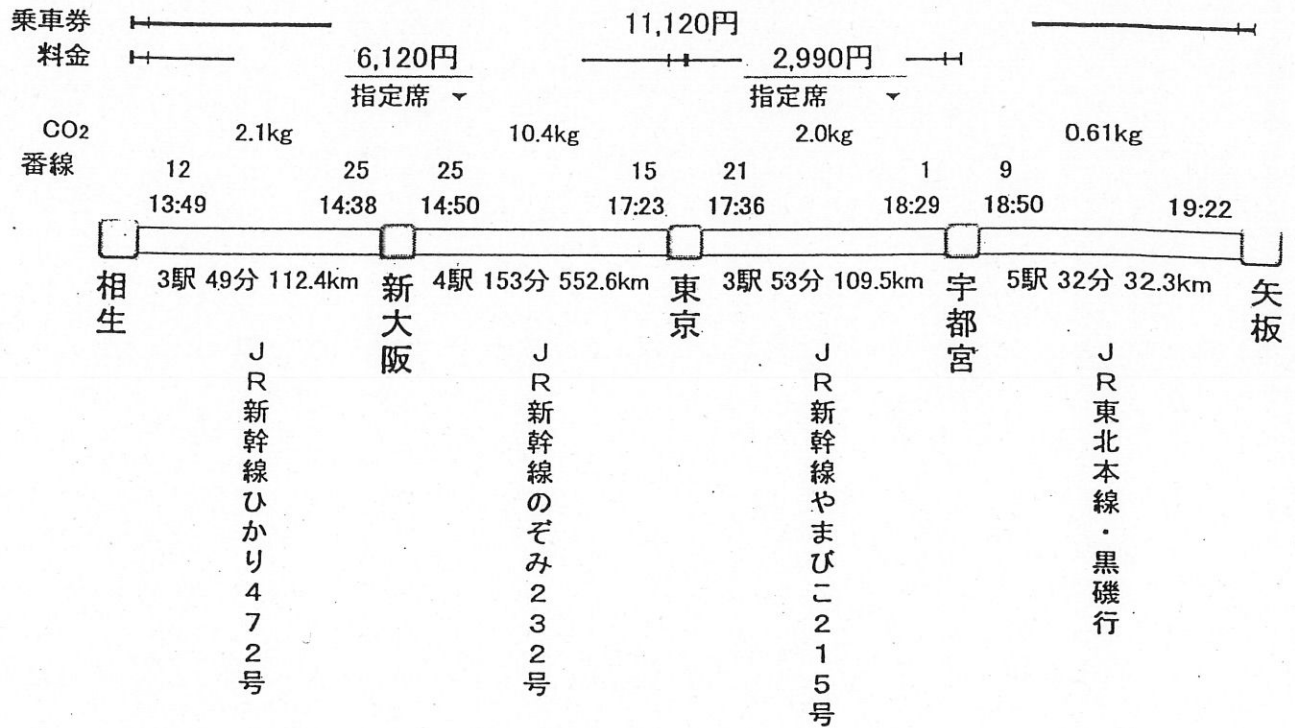 乗車券 11,120円
料金 6,120円 2,990円
指定席 指定席
CO2 2.1kg 10.4kg 2.0kg 0.61kg
番線 12 25 25 15 21 1 9
13:49 14:38 14:50 17:23 17:36 18:29 18:50 19:22
3駅 49分 112.4km 4駅 153分 552.6km 3駅 53分 109.5km 5駅 32分 32.3km
相生
新大阪
東京
宇都宮
矢板
JR新幹線ひかり472号
JR新幹線のぞみ232号
JR新幹線やまびこ215号
JR東北本線・黒磯行